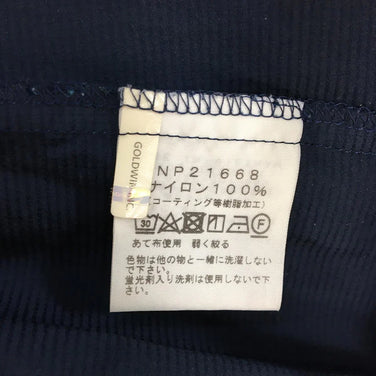 GOLDWIN INC.
NP21668
ナイロン100%
(コーティング等樹脂加工)
30
F
あて布使用 弱く絞る
色物は他の物と一緒に洗濯しない
で下さい。
蛍光剤入り洗剤は使用しないで
下さい。